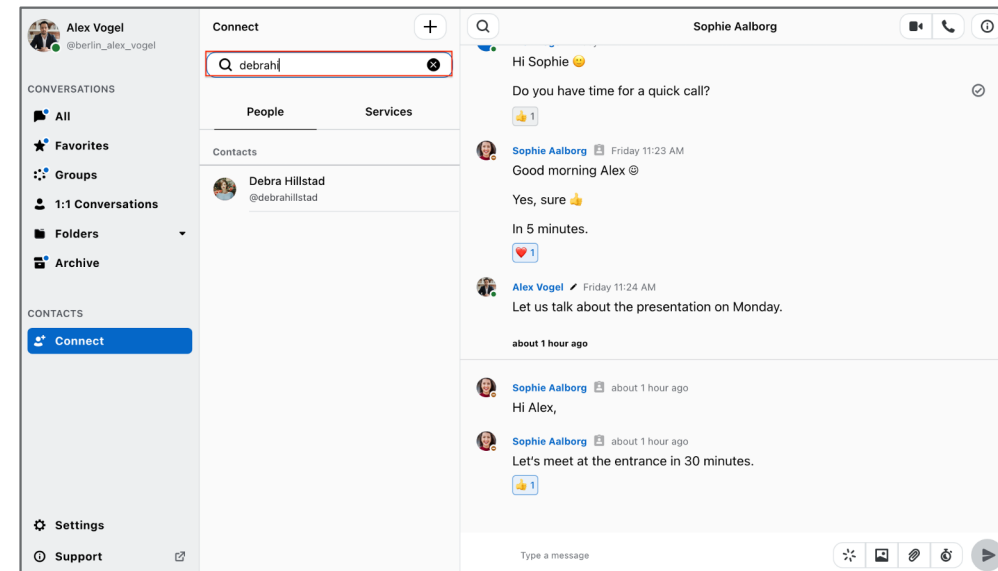 Alex Vogel
@berlin_alex_vogel
CONVERSATIONS
All
Favorites
Groups
1:1 Conversations
Folders
Archive
CONTACTS
Connect
Settings
Support
Connect
debrahi
People
Services
Contacts
Debra Hillstad
@debrahillstad
Sophie Aalborg
Hi Sophie 🙂
Do you have time for a quick call?
👍 1
Sophie Aalborg Friday 11:23 AM
Good morning Alex ☺
Yes, sure 👍
In 5 minutes.
❤️ 1
Alex Vogel Friday 11:24 AM
Let us talk about the presentation on Monday.
about 1 hour ago
Sophie Aalborg about 1 hour ago
Hi Alex,
Sophie Aalborg about 1 hour ago
Let's meet at the entrance in 30 minutes.
👍 1
Type a message